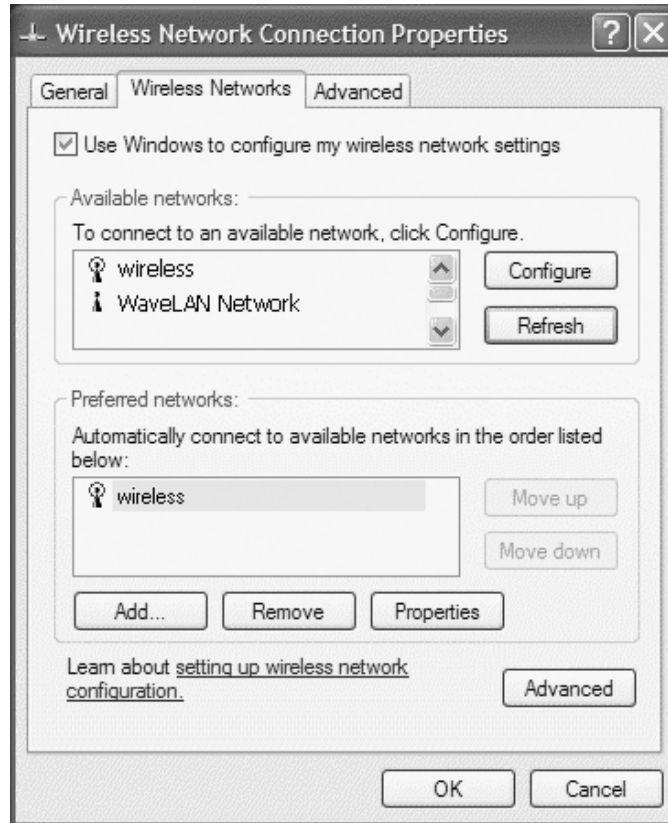 Wireless Network Connection Properties
General Wireless Networks Advanced
Use Windows to configure my wireless network settings
Available networks:
To connect to an available network, click Configure.
wireless
WaveLAN Network
Configure
Refresh
Preferred networks:
Automatically connect to available networks in the order listed
below:
wireless
Move up
Move down
Add... Remove Properties
Learn about setting up wireless network
configuration.
Advanced
OK Cancel